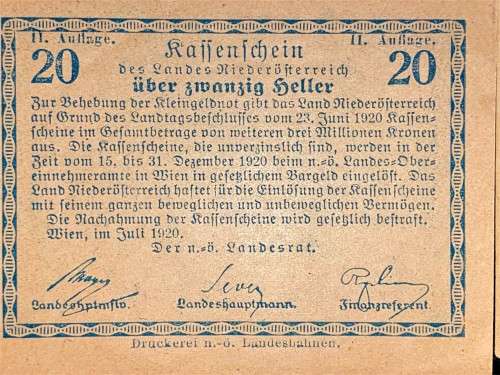 II. Auflage. II. Auflage.
20 Kassenschein 20
des Landes Niederösterreich
über zwanzig Heller
Zur Behebung der Kleingeldnot gibt das Land Niederösterreich
auf Grund des Landtagsbeschlusses vom 23. Juni 1920 Kassen-
scheine im Gesamtbetrage von weiteren drei Millionen Kronen
aus. Die Kassenscheine, die unverzinslich sind, werden in der
Zeit vom 15. bis 31. Dezember 1920 beim n.-ö. Landes-Ober-
einnehmeramte in Wien in gesetzlichem Bargeld eingelöst. Das
Land Niederösterreich haftet für die Einlösung der Kassenscheine
mit seinem ganzen beweglichen und unbeweglichen Vermögen.
Die Nachahmung der Kassenscheine wird gesetzlich bestraft.
Wien, im Juli 1920.
Der n.-ö. Landesrat.
Landeshptmstv. Landeshauptmann. Finanzreferent.
Druckerei n.-ö. Landesbahnen.